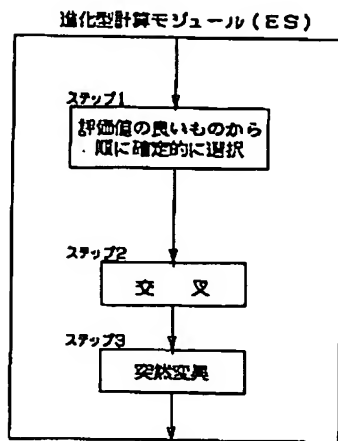 進化型計算モジュール(ES)
ステップ1
評価値の良いものから
順に確定的に選択
ステップ2
交 叉
ステップ3
突然変異